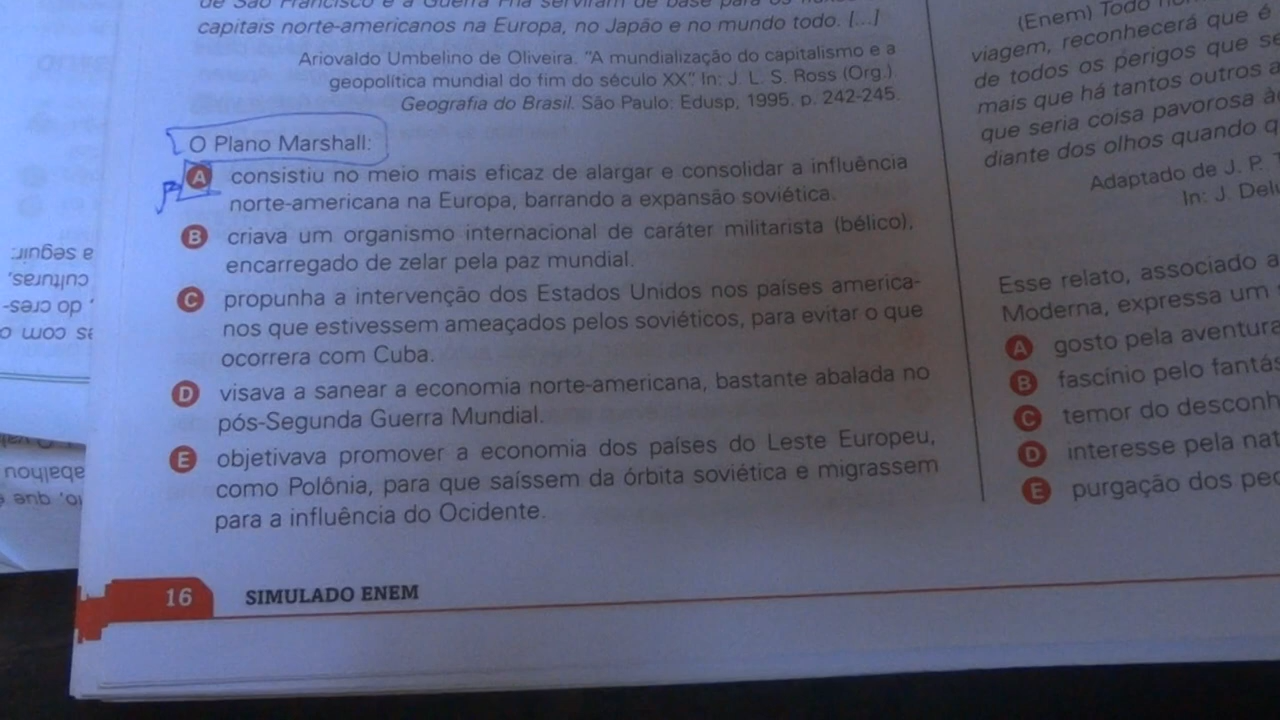 de São Francisco e a Guerra Fria serviram de base para os
capitais norte-americanos na Europa, no Japão e no mundo todo. [...]
Ariovaldo Umbelino de Oliveira. "A mundialização do capitalismo e a
geopolítica mundial do fim do século XX". In: J. L. S. Ross (Org.).
Geografia do Brasil. São Paulo: Edusp, 1995. p. 242-245.
O Plano Marshall:
A consistiu no meio mais eficaz de alargar e consolidar a influência
norte-americana na Europa, barrando a expansão soviética.
B criava um organismo internacional de caráter militarista (bélico),
encarregado de zelar pela paz mundial.
C propunha a intervenção dos Estados Unidos nos países america-
nos que estivessem ameaçados pelos soviéticos, para evitar o que
ocorrera com Cuba.
D visava a sanear a economia norte-americana, bastante abalada no
pós-Segunda Guerra Mundial.
E objetivava promover a economia dos países do Leste Europeu,
como Polônia, para que saíssem da órbita soviética e migrassem
para a influência do Ocidente.
16 SIMULADO ENEM
(Enem) Todo
viagem, reconhecerá que é
de todos os perigos que se
mais que há tantos outros a
que seria coisa pavorosa
diante dos olhos quando q
Adaptado de J. P. T
In: J. Del
Esse relato, associado a
Moderna, expressa um
A gosto pela aventura
B fascínio pelo fantás
C temor do desconh
D interesse pela nat
E purgação dos pec
a seguir.
culturas,
, do cres-
as com o